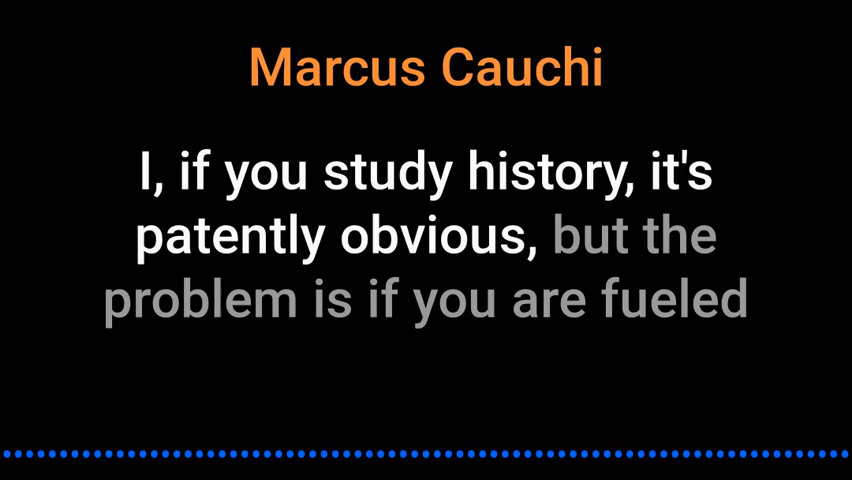 Marcus Cauchi
I, if you study history, it's
patently obvious, but the
problem is if you are fueled